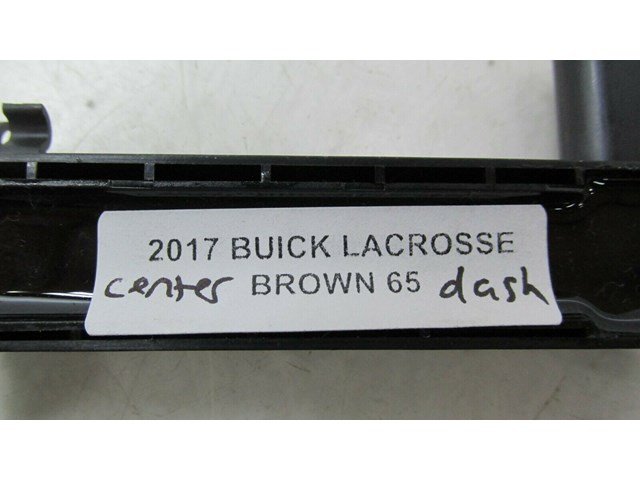 2017 BUICK LACROSSE
center BROWN 65 dash